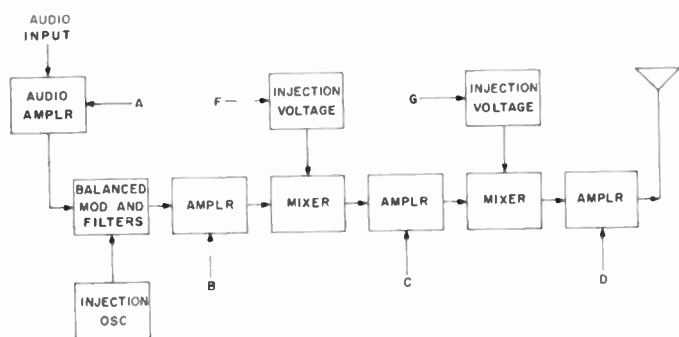 AUDIO
INPUT
AUDIO
AMPLR
A
F
INJECTION
VOLTAGE
G
INJECTION
VOLTAGE
BALANCED
MOD AND
FILTERS
AMPLR
MIXER
AMPLR
MIXER
AMPLR
B
C
D
INJECTION
OSC